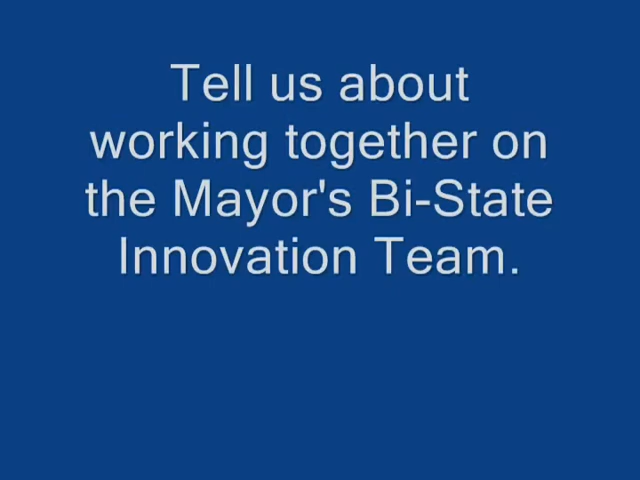 Tell us about
working together on
the Mayor's Bi-State
Innovation Team.